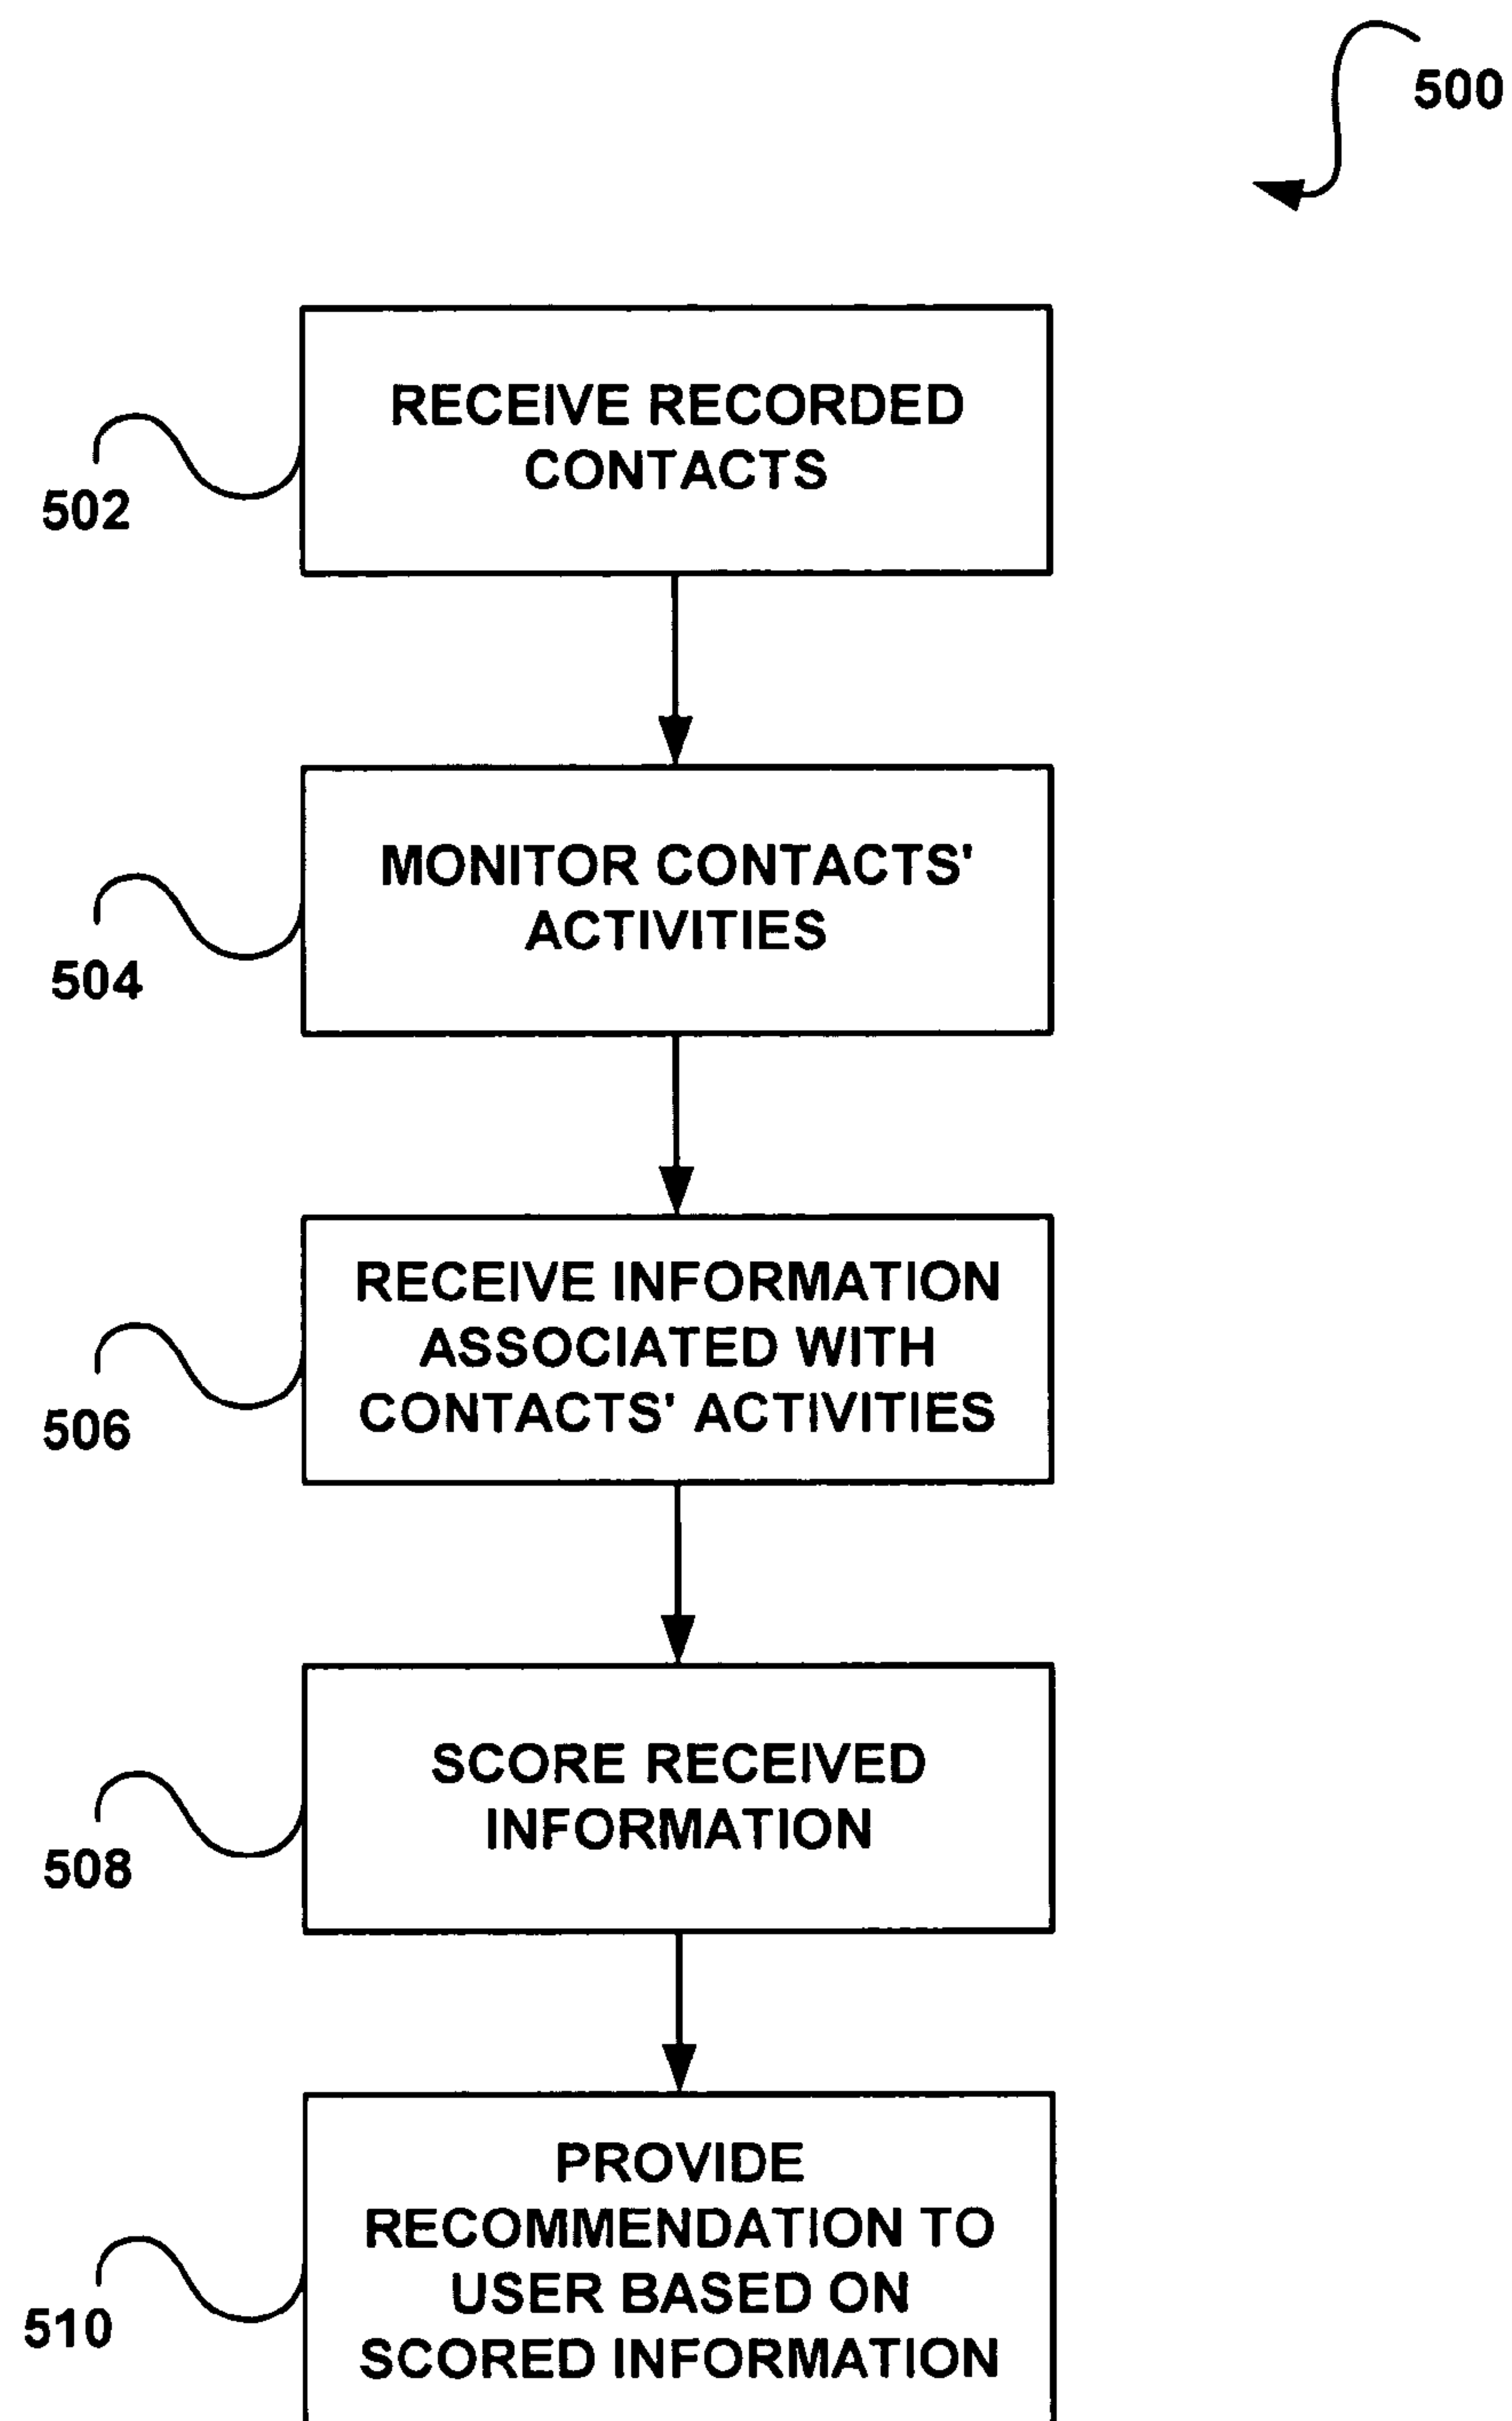 500
RECEIVE RECORDED
CONTACTS
502
MONITOR CONTACTS'
ACTIVITIES
504
RECEIVE INFORMATION
ASSOCIATED WITH
CONTACTS' ACTIVITIES
506
SCORE RECEIVED
INFORMATION
508
PROVIDE
RECOMMENDATION TO
USER BASED ON
SCORED INFORMATION
510